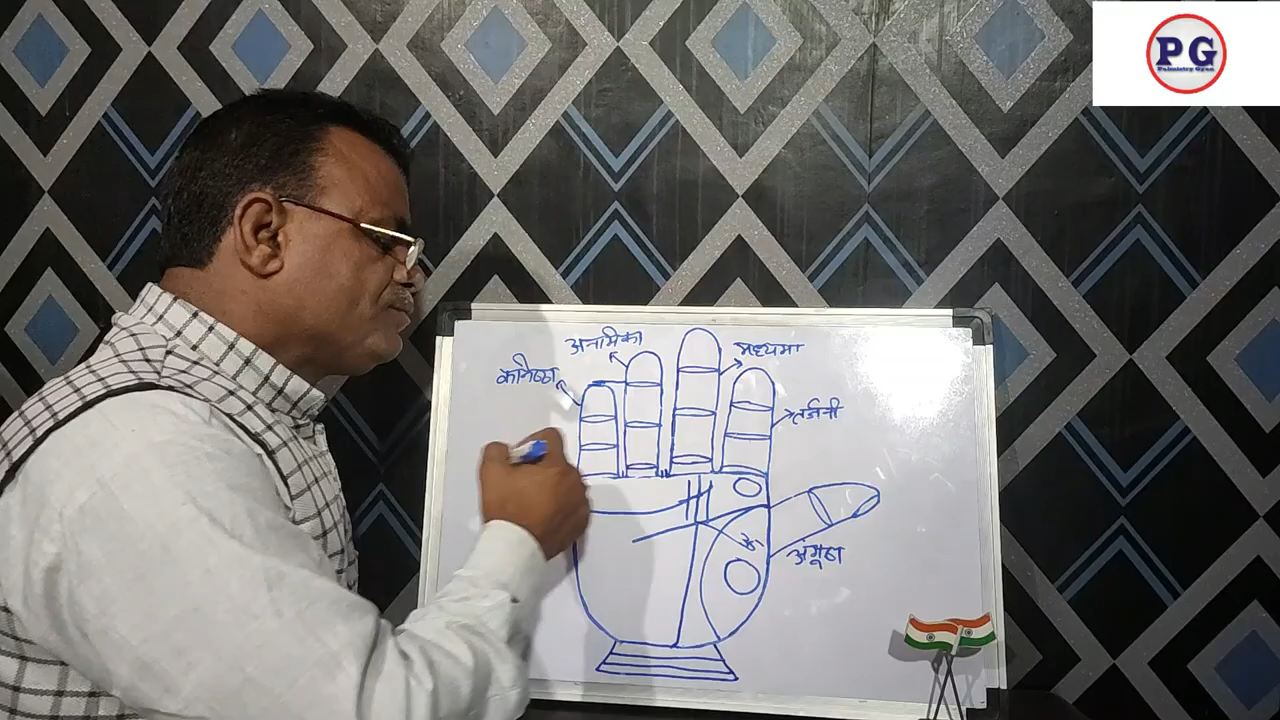 PG
Palmistry Gyan
अनामिका
मध्यमा
कनिष्ठा
तर्जनी
अंगूठा